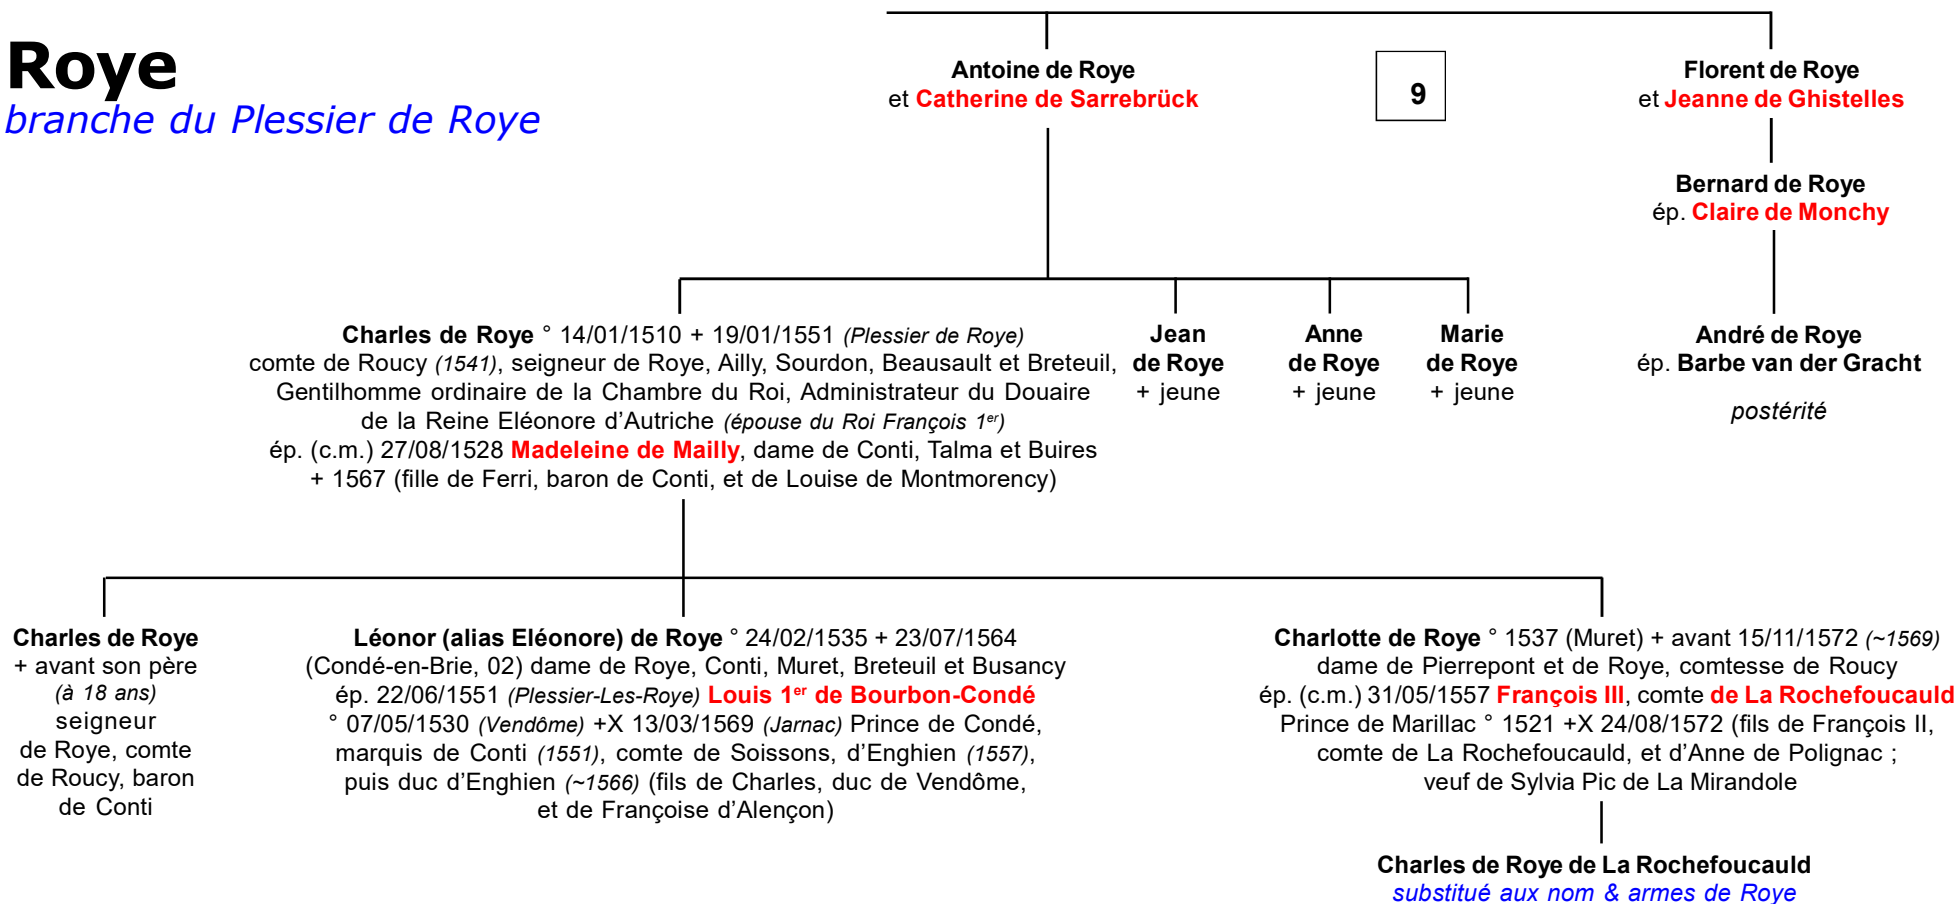 Roye
branche du Plessier de Roye
Antoine de Roye
et Catherine de Sarrebrück
9
Florent de Roye
et Jeanne de Ghistelles
Bernard de Roye
ép. Claire de Monchy
Charles de Roye ° 14/01/1510 + 19/01/1551 (Plessier de Roye)
comte de Roucy (1541), seigneur de Roye, Ailly, Sourdon, Beausault et Breteuil,
Gentilhomme ordinaire de la Chambre du Roi, Administrateur du Douaire
de la Reine Eléonore d’Autriche (épouse du Roi François 1er)
ép. (c.m.) 27/08/1528 Madeleine de Mailly, dame de Conti, Talma et Buires
+ 1567 (fille de Ferri, baron de Conti, et de Louise de Montmorency)
Jean
de Roye
+ jeune
Anne
de Roye
+ jeune
Marie
de Roye
+ jeune
André de Roye
ép. Barbe van der Gracht
postérité
Charles de Roye
+ avant son père
(à 18 ans)
seigneur
de Roye, comte
de Roucy, baron
de Conti
Léonor (alias Eléonore) de Roye ° 24/02/1535 + 23/07/1564
(Condé-en-Brie, 02) dame de Roye, Conti, Muret, Breteuil et Busancy
ép. 22/06/1551 (Plessier-Les-Roye) Louis 1er de Bourbon-Condé
° 07/05/1530 (Vendôme) +X 13/03/1569 (Jarnac) Prince de Condé,
marquis de Conti (1551), comte de Soissons, d’Enghien (1557),
puis duc d’Enghien (~1566) (fils de Charles, duc de Vendôme,
et de Françoise d’Alençon)
Charlotte de Roye ° 1537 (Muret) + avant 15/11/1572 (~1569)
dame de Pierrepont et de Roye, comtesse de Roucy
ép. (c.m.) 31/05/1557 François III, comte de La Rochefoucauld
Prince de Marillac ° 1521 +X 24/08/1572 (fils de François II,
comte de La Rochefoucauld, et d’Anne de Polignac ;
veuf de Sylvia Pic de La Mirandole
Charles de Roye de La Rochefoucauld
substitué aux nom & armes de Roye